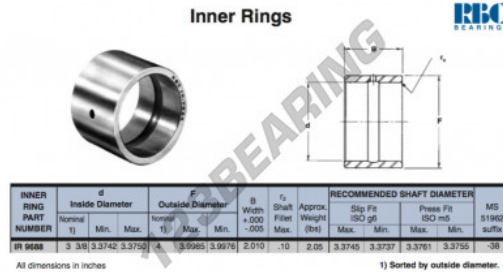 Inner Rings
RBC
BEARINGS
B
rs
d
F
123BEARING
INNER RING PART NUMBER
d Inside Diameter
Nominal 1) Min. Max.
F Outside Diameter
Nominal 1) Max. Min.
B Width +.000 -.005
rs Shaft Fillet Max.
Approx. Weight (lbs)
RECOMMENDED SHAFT DIAMETER
Slip Fit ISO g6
Max. Min.
Press Fit ISO m5
Max. Min.
MS 51962 suffix
IR 9688 3 3/8 3.3742 3.3750 4 3.9985 3.9976 2.010 .10 2.05 3.3745 3.3737 3.3761 3.3755 -38
All dimensions in inches
1) Sorted by outside diameter.